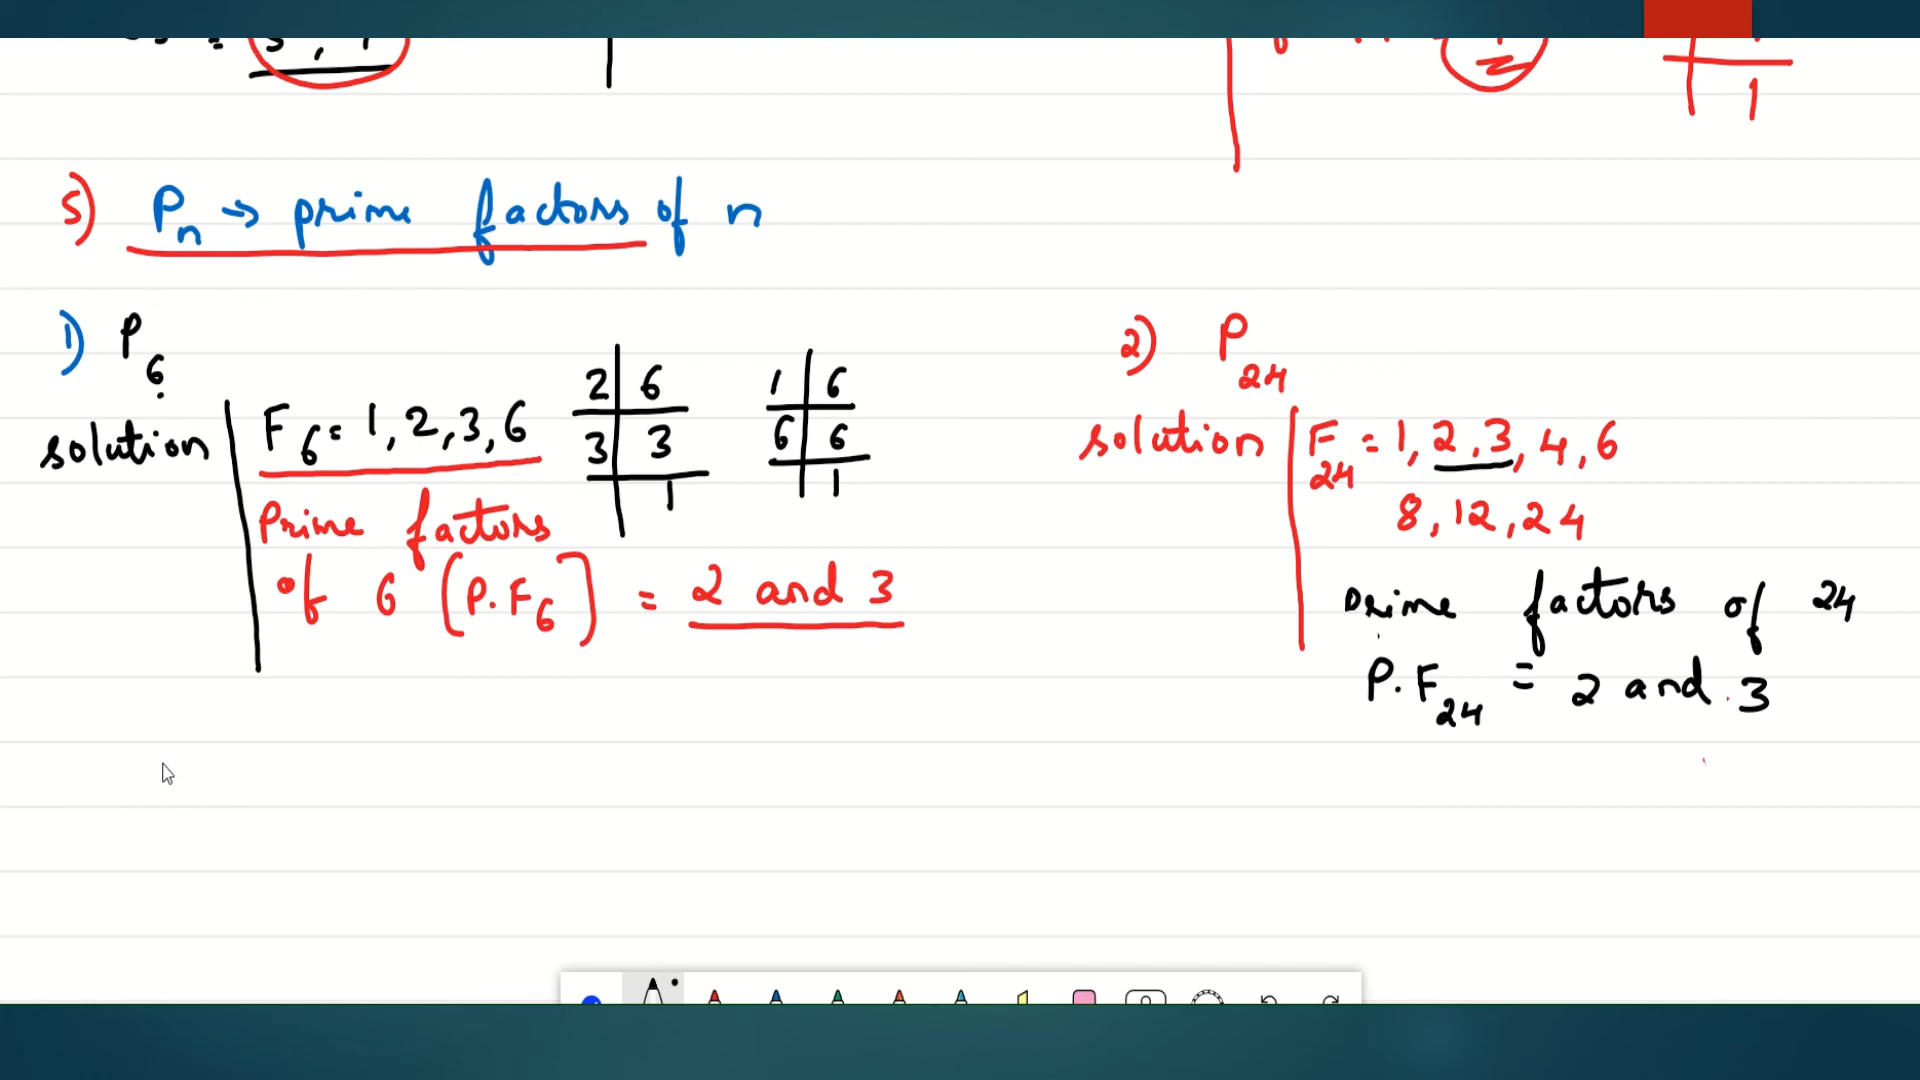 5) Pn → prime factors of n
1) P6
solution
F6 = 1, 2, 3, 6
Prime factors
of 6 (P.F6) = 2 and 3
2 | 6
3 | 3
1
1 | 6
6 | 6
1
2) P24
solution
F24 = 1, 2, 3, 4, 6
8, 12, 24
prime factors of 24
P.F24 = 2 and 3
1